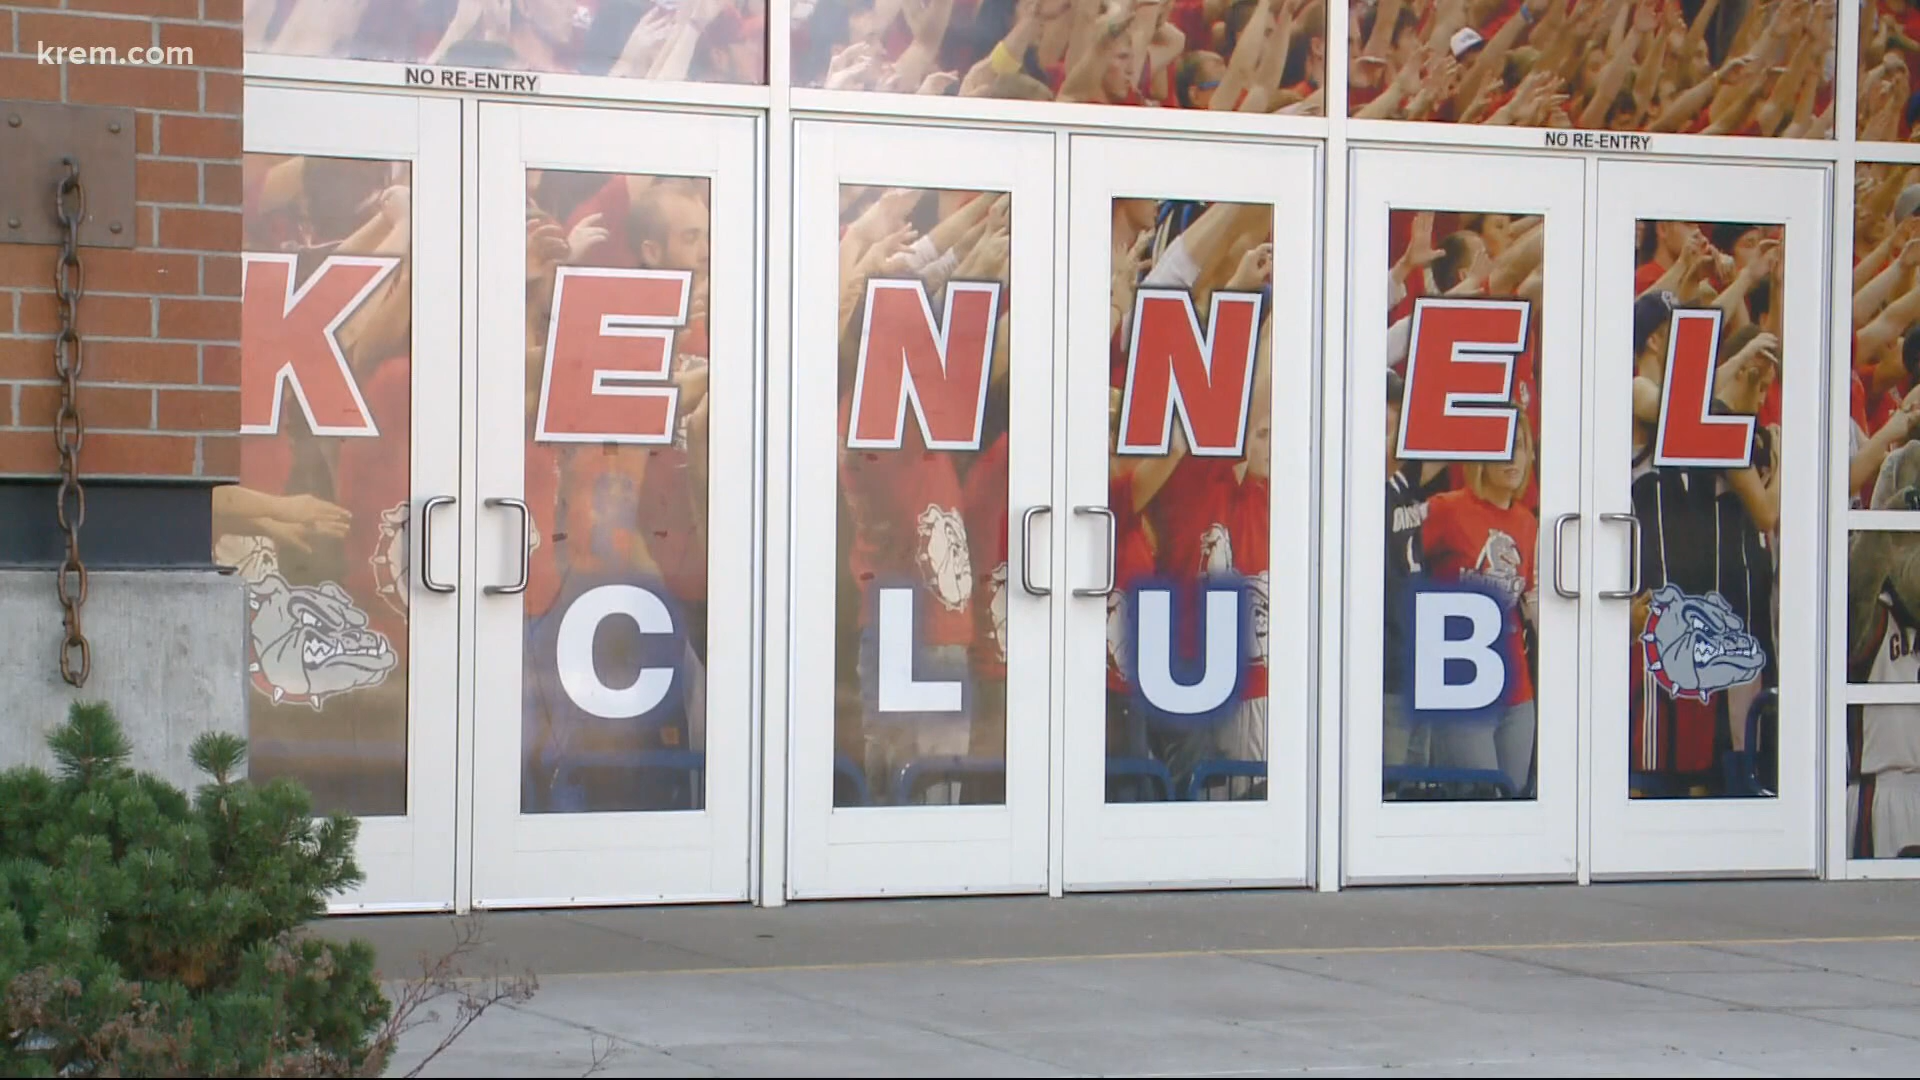 krem.com
NO RE-ENTRY
NO RE-ENTRY
KENNEL
CLUB